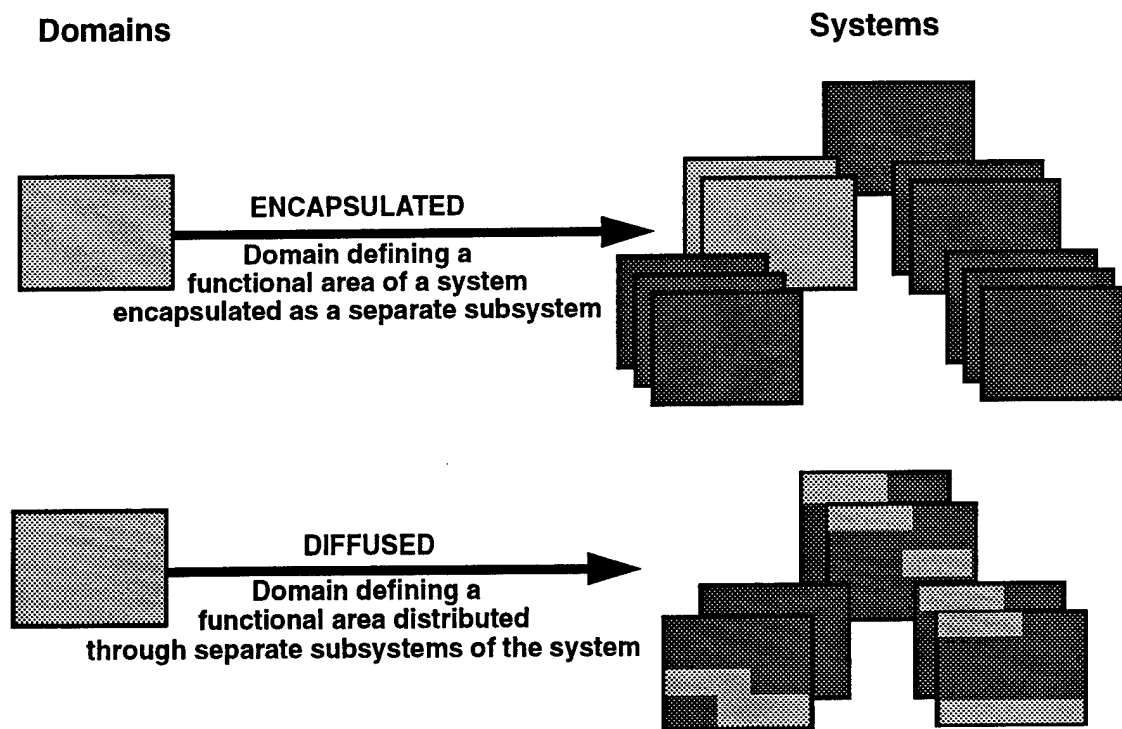 Domains
Systems
ENCAPSULATED
Domain defining a
functional area of a system
encapsulated as a separate subsystem
DIFFUSED
Domain defining a
functional area distributed
through separate subsystems of the system